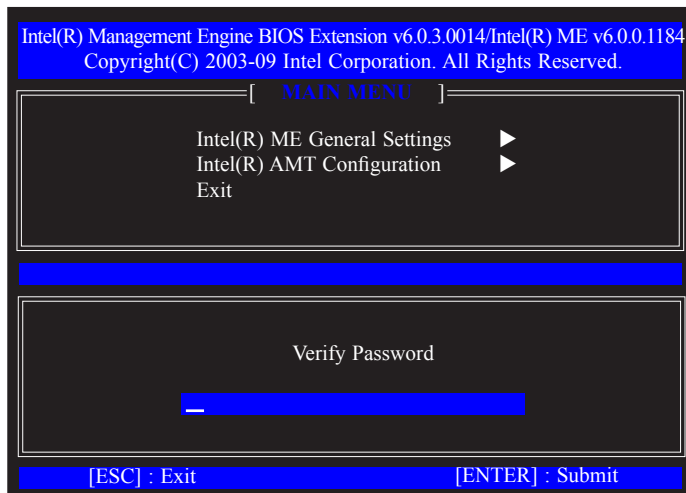 Intel(R) Management Engine BIOS Extension v6.0.3.0014/Intel(R) ME v6.0.0.1184
Copyright(C) 2003-09 Intel Corporation. All Rights Reserved.
[ MAIN MENU ]
Intel(R) ME General Settings ▶
Intel(R) AMT Configuration ▶
Exit
Verify Password
_
[ESC] : Exit [ENTER] : Submit